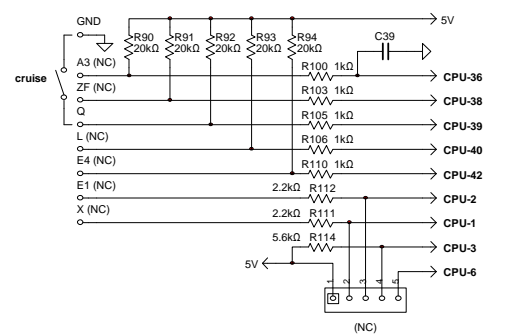 GND
5V
R90 R91 R92 R93 R94
20kΩ 20kΩ 20kΩ 20kΩ 20kΩ
C39
A3 (NC)
R100 1kΩ
CPU-36
cruise
ZF (NC)
R103 1kΩ
CPU-38
Q
R105 1kΩ
CPU-39
L (NC)
R106 1kΩ
CPU-40
E4 (NC)
R110 1kΩ
CPU-42
E1 (NC)
2.2kΩ R112
CPU-2
X (NC)
2.2kΩ R111
CPU-1
5.6kΩ R114
CPU-3
5V
CPU-6
1 2 3 4 5
(NC)